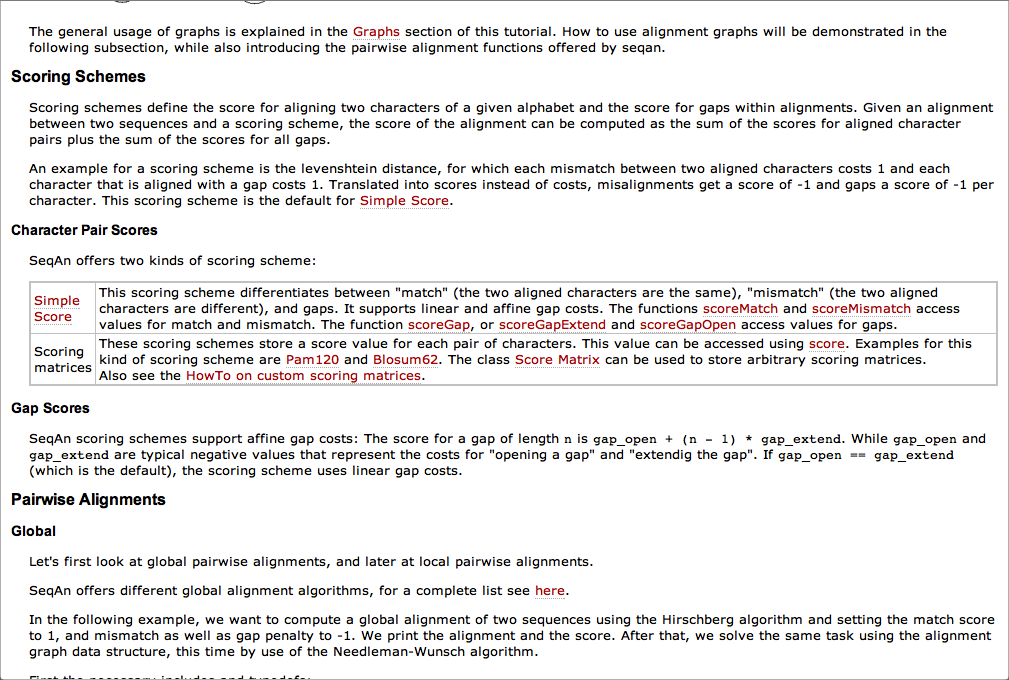 The general usage of graphs is explained in the Graphs section of this tutorial. How to use alignment graphs will be demonstrated in the
following subsection, while also introducing the pairwise alignment functions offered by seqan.
Scoring Schemes
Scoring schemes define the score for aligning two characters of a given alphabet and the score for gaps within alignments. Given an alignment
between two sequences and a scoring scheme, the score of the alignment can be computed as the sum of the scores for aligned character
pairs plus the sum of the scores for all gaps.
An example for a scoring scheme is the levenshtein distance, for which each mismatch between two aligned characters costs 1 and each
character that is aligned with a gap costs 1. Translated into scores instead of costs, misalignments get a score of -1 and gaps a score of -1 per
character. This scoring scheme is the default for Simple Score.
Character Pair Scores
SeqAn offers two kinds of scoring scheme:
Simple
Score
This scoring scheme differentiates between "match" (the two aligned characters are the same), "mismatch" (the two aligned
characters are different), and gaps. It supports linear and affine gap costs. The functions scoreMatch and scoreMismatch access
values for match and mismatch. The function scoreGap, or scoreGapExtend and scoreGapOpen access values for gaps.
Scoring
matrices
These scoring schemes store a score value for each pair of characters. This value can be accessed using score. Examples for this
kind of scoring scheme are Pam120 and Blosum62. The class Score Matrix can be used to store arbitrary scoring matrices.
Also see the HowTo on custom scoring matrices.
Gap Scores
SeqAn scoring schemes support affine gap costs: The score for a gap of length n is gap_open + (n - 1) * gap_extend. While gap_open and
gap_extend are typical negative values that represent the costs for "opening a gap" and "extendig the gap". If gap_open == gap_extend
(which is the default), the scoring scheme uses linear gap costs.
Pairwise Alignments
Global
Let's first look at global pairwise alignments, and later at local pairwise alignments.
SeqAn offers different global alignment algorithms, for a complete list see here.
In the following example, we want to compute a global alignment of two sequences using the Hirschberg algorithm and setting the match score
to 1, and mismatch as well as gap penalty to -1. We print the alignment and the score. After that, we solve the same task using the alignment
graph data structure, this time by use of the Needleman-Wunsch algorithm.
First the necessary includes and typedefs: